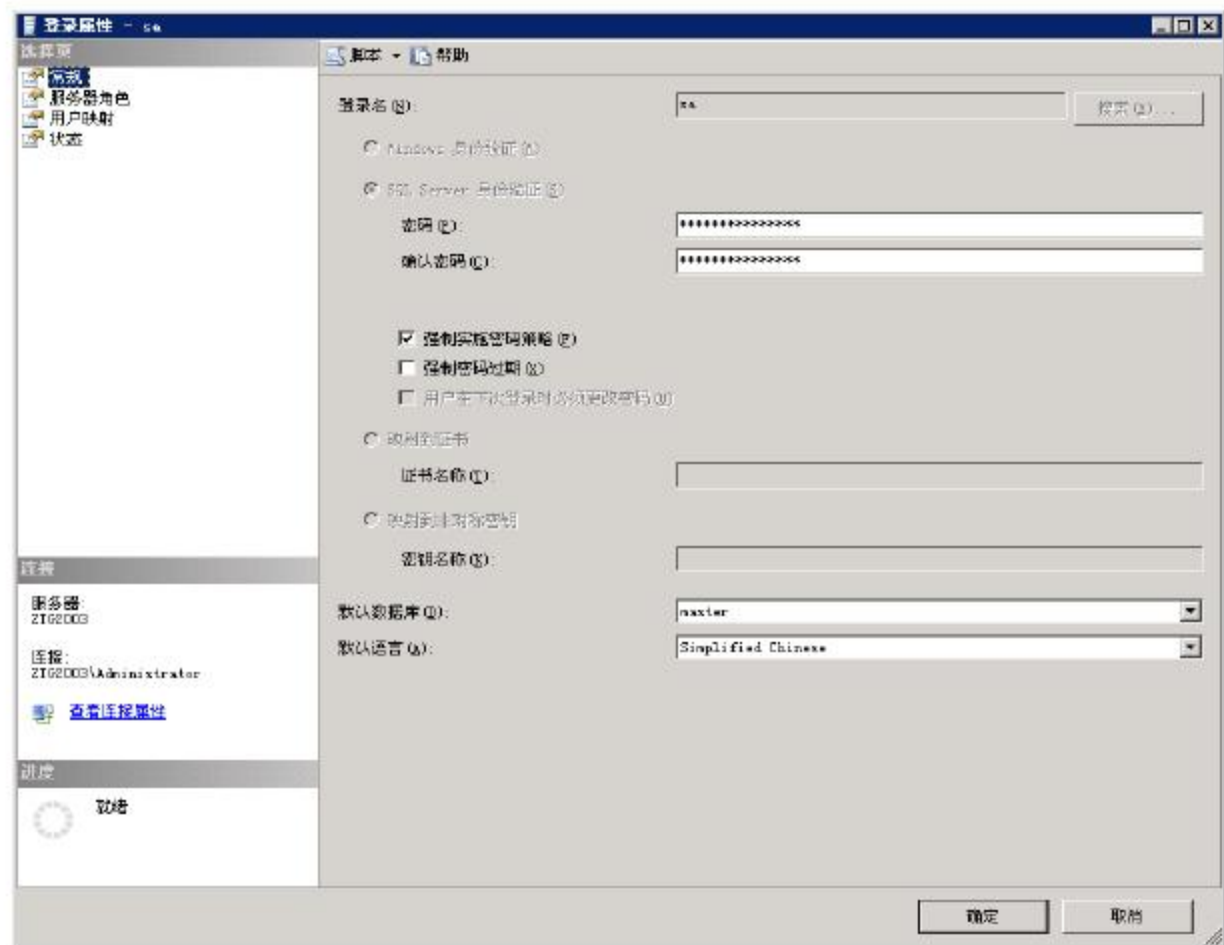 登录属性 - sa
选择页
常规
服务器角色
用户映射
状态
脚本 帮助
登录名(N): sa 搜索(E)...
Windows 身份验证(W)
SQL Server 身份验证(S)
密码(P): ***************
确认密码(C): ***************
强制实施密码策略(F)
强制密码过期(X)
用户在下次登录时必须更改密码(U)
映射到证书
证书名称(T):
映射到非对称密钥
密钥名称(K):
默认数据库(D): master
默认语言(A): Simplified Chinese
连接
服务器:
ZTG2003
连接:
ZTG2003\Administrator
查看连接属性
进度
就绪
确定 取消